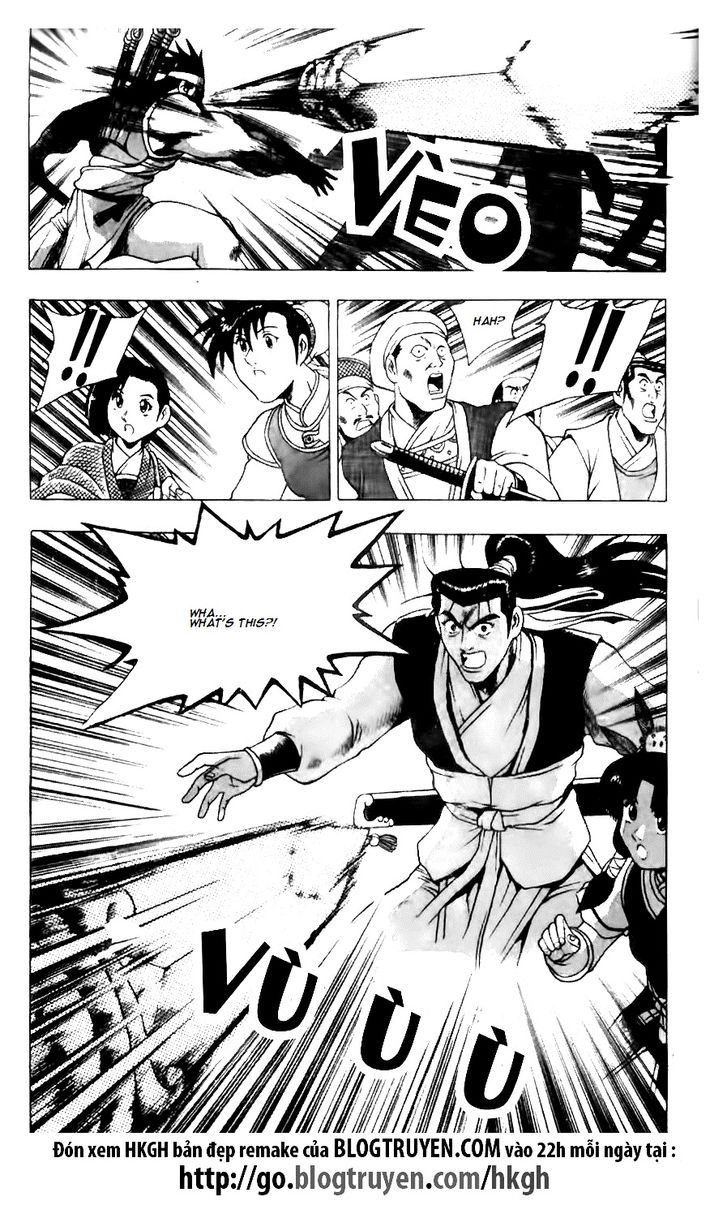 VÈO
!!
HAH?
!!
WHA...
WHAT'S THIS?!
VÙ Ù Ù
Đón xem HKGH bản đẹp remake của BLOGTRUYEN.COM vào 22h mỗi ngày tại :
http://go.blogtruyen.com/hkgh